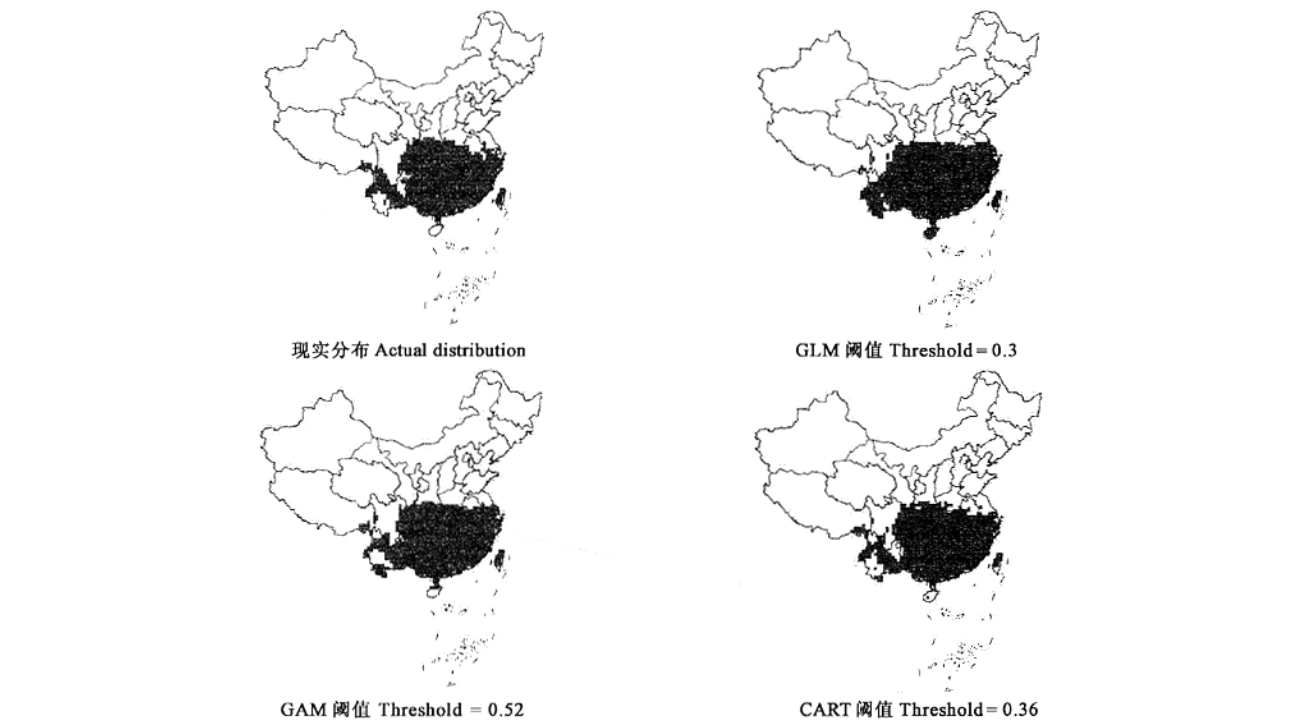 现实分布 Actual distribution
GLM 阈值 Threshold = 0.3
GAM 阈值 Threshold = 0.52
CART 阈值 Threshold = 0.36